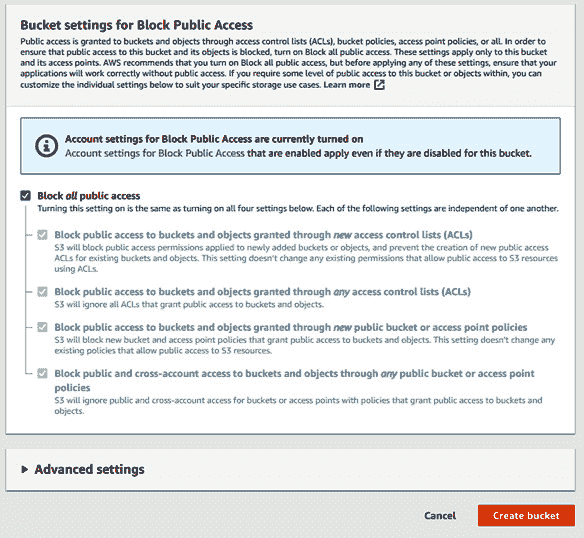 Bucket settings for Block Public Access
Public access is granted to buckets and objects through access control lists (ACLs), bucket policies, access point policies, or all. In order to
ensure that public access to this bucket and its objects is blocked, turn on Block all public access. These settings apply only to this bucket
and its access points. AWS recommends that you turn on Block all public access, but before applying any of these settings, ensure that your
applications will work correctly without public access. If you require some level of public access to this bucket or objects within, you can
customize the individual settings below to suit your specific storage use cases. Learn more
Account settings for Block Public Access are currently turned on
Account settings for Block Public Access that are enabled apply even if they are disabled for this bucket.
Block all public access
Turning this setting on is the same as turning on all four settings below. Each of the following settings are independent of one another.
Block public access to buckets and objects granted through new access control lists (ACLs)
S3 will block public access permissions applied to newly added buckets or objects, and prevent the creation of new public access
ACLs for existing buckets and objects. This setting doesn't change any existing permissions that allow public access to S3 resources
using ACLs.
Block public access to buckets and objects granted through any access control lists (ACLs)
S3 will ignore all ACLs that grant public access to buckets and objects.
Block public access to buckets and objects granted through new public bucket or access point policies
S3 will block new bucket and access point policies that grant public access to buckets and objects. This setting doesn't change any
existing policies that allow public access to S3 resources.
Block public and cross-account access to buckets and objects through any public bucket or access point
policies
S3 will ignore public and cross-account access for buckets or access points with policies that grant public access to buckets and
objects.
Advanced settings
Cancel
Create bucket